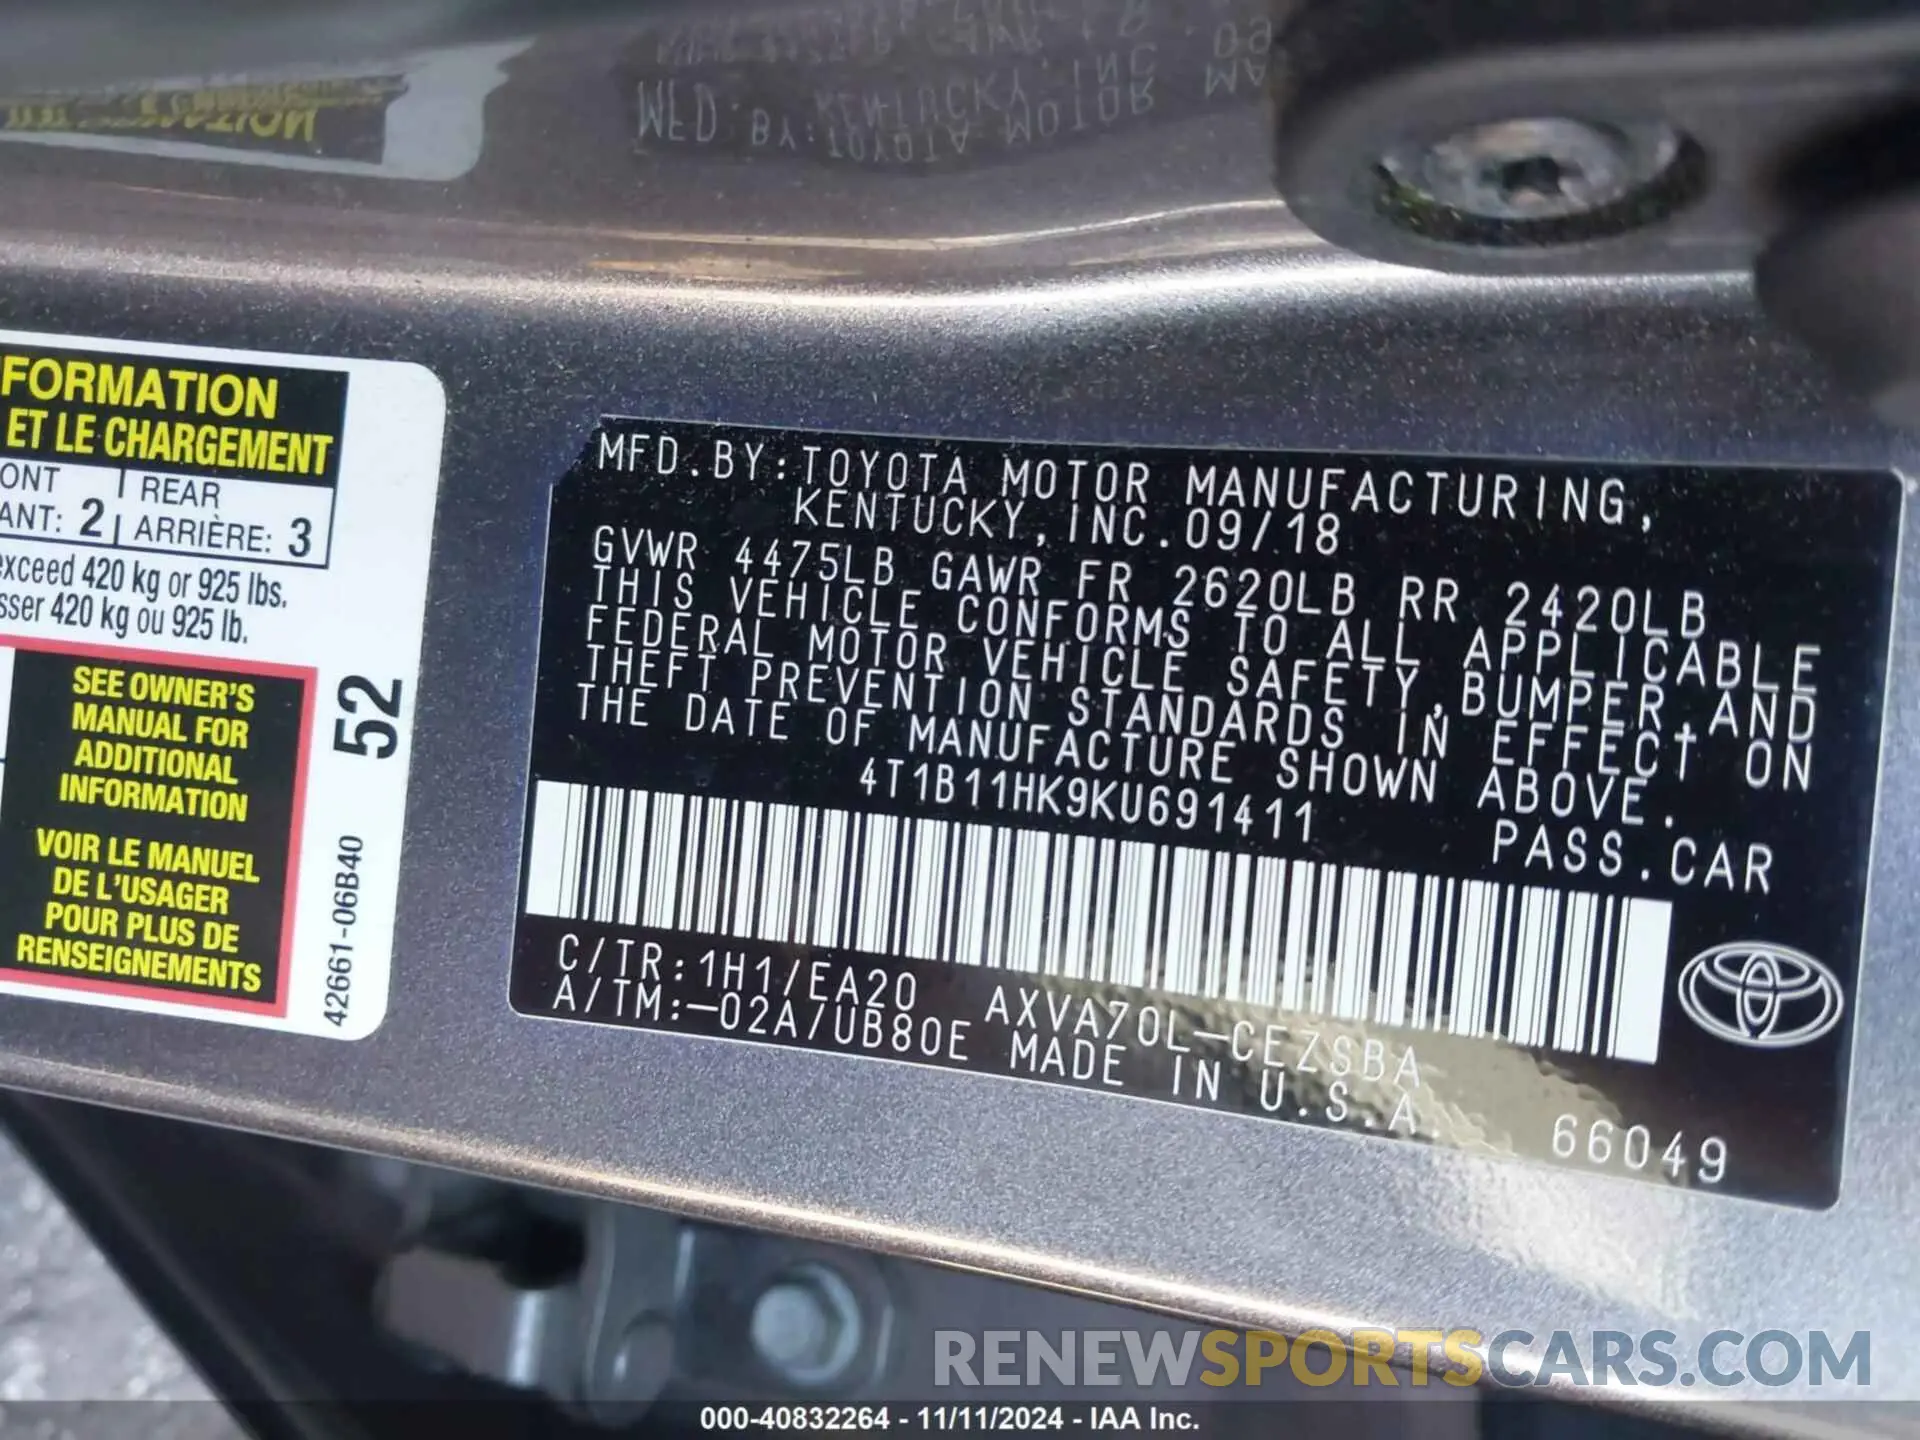 FORMATION
ET LE CHARGEMENT
ONT REAR
ANT: 2 ARRIÈRE: 3
xceed 420 kg or 925 lbs.
sser 420 kg ou 925 lb.
SEE OWNER'S
MANUAL FOR
ADDITIONAL
INFORMATION
VOIR LE MANUEL
DE L'USAGER
POUR PLUS DE
RENSEIGNEMENTS
52
42661-06B40
MFD. BY: TOYOTA MOTOR MANUFACTURING,
KENTUCKY, INC. 09/18
GVWR 4475LB GAWR FR 2620LB RR 2420LB
THIS VEHICLE CONFORMS TO ALL APPLICABLE
FEDERAL MOTOR VEHICLE SAFETY, BUMPER, AND
THEFT PREVENTION STANDARDS IN EFFECT ON
THE DATE OF MANUFACTURE SHOWN ABOVE.
4T1B11HK9KU691411
PASS. CAR
C/TR: 1H1/EA20 AXVA70L-CEZSBA
A/TM: -02A/UB80E MADE IN U.S.A.
66049
RENEWSPORTSCARS.COM
000-40832264 - 11/11/2024 - IAA Inc.